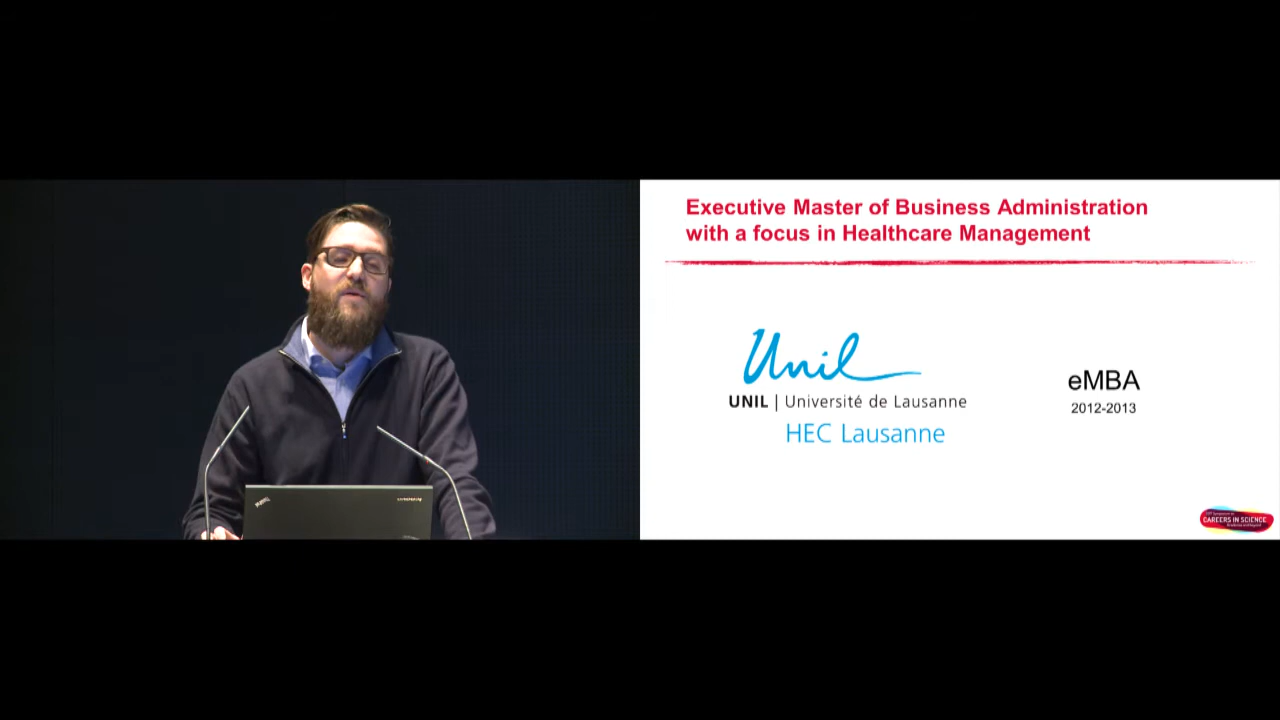 Executive Master of Business Administration
with a focus in Healthcare Management
Unil
UNIL | Université de Lausanne
HEC Lausanne
eMBA
2012-2013
CAREERS IN SCIENCE